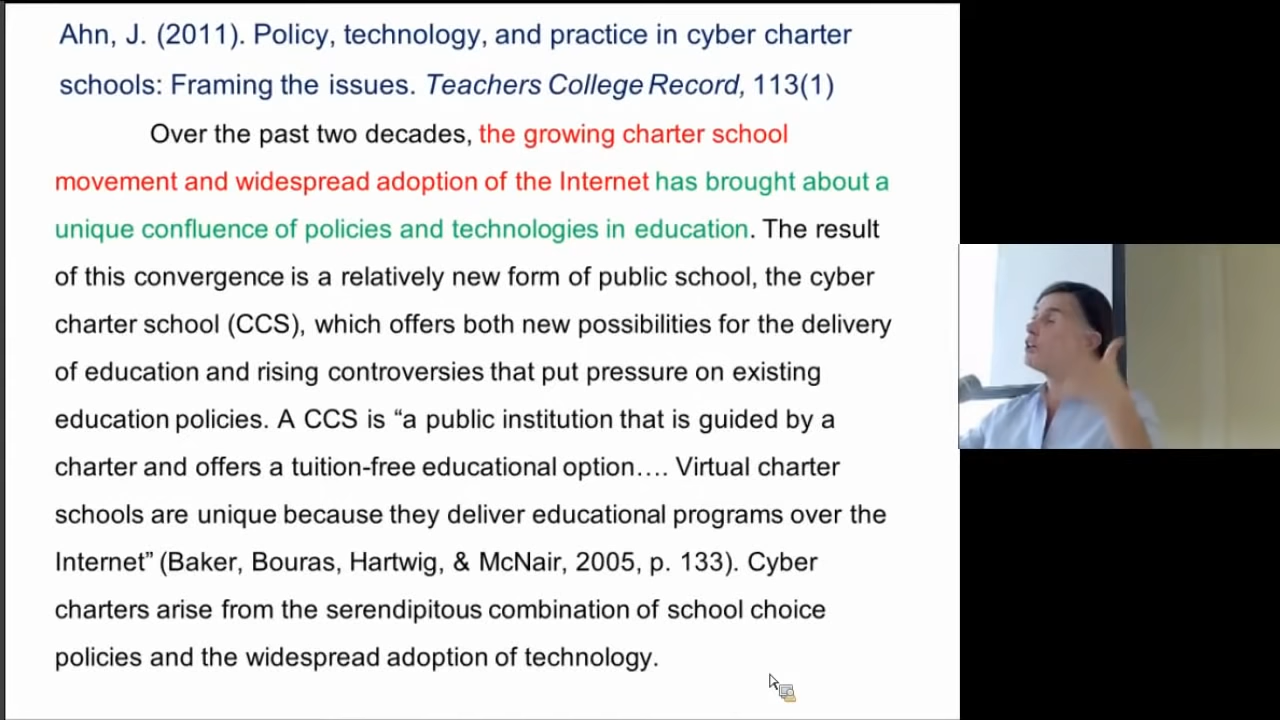 Ahn, J. (2011). Policy, technology, and practice in cyber charter
schools: Framing the issues. Teachers College Record, 113(1)
Over the past two decades, the growing charter school
movement and widespread adoption of the Internet has brought about a
unique confluence of policies and technologies in education. The result
of this convergence is a relatively new form of public school, the cyber
charter school (CCS), which offers both new possibilities for the delivery
of education and rising controversies that put pressure on existing
education policies. A CCS is “a public institution that is guided by a
charter and offers a tuition-free educational option…. Virtual charter
schools are unique because they deliver educational programs over the
Internet” (Baker, Bouras, Hartwig, & McNair, 2005, p. 133). Cyber
charters arise from the serendipitous combination of school choice
policies and the widespread adoption of technology.